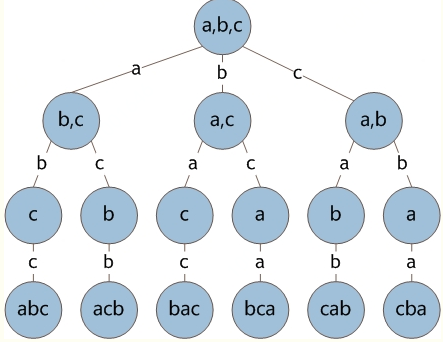 a,b,c
a b c
b,c a,c a,b
b c a c a b
c b c a b a
c b c a b a
abc acb bac bca cab cba